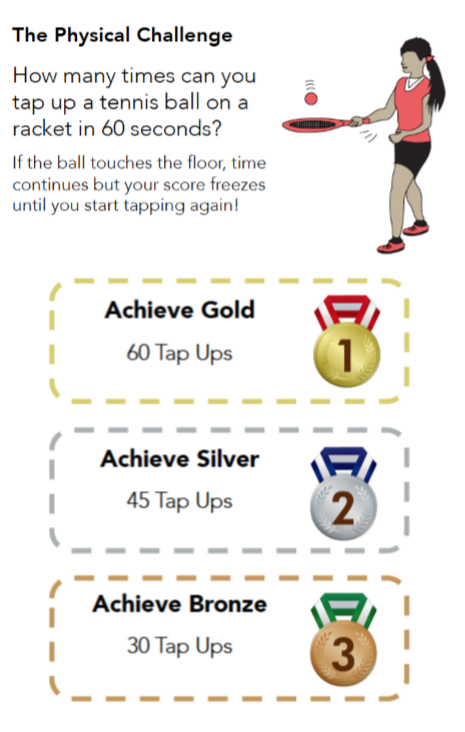 The Physical Challenge
How many times can you
tap up a tennis ball on a
racket in 60 seconds?
If the ball touches the floor, time
continues but your score freezes
until you start tapping again!
Achieve Gold
60 Tap Ups
1
Achieve Silver
45 Tap Ups
2
Achieve Bronze
30 Tap Ups
3